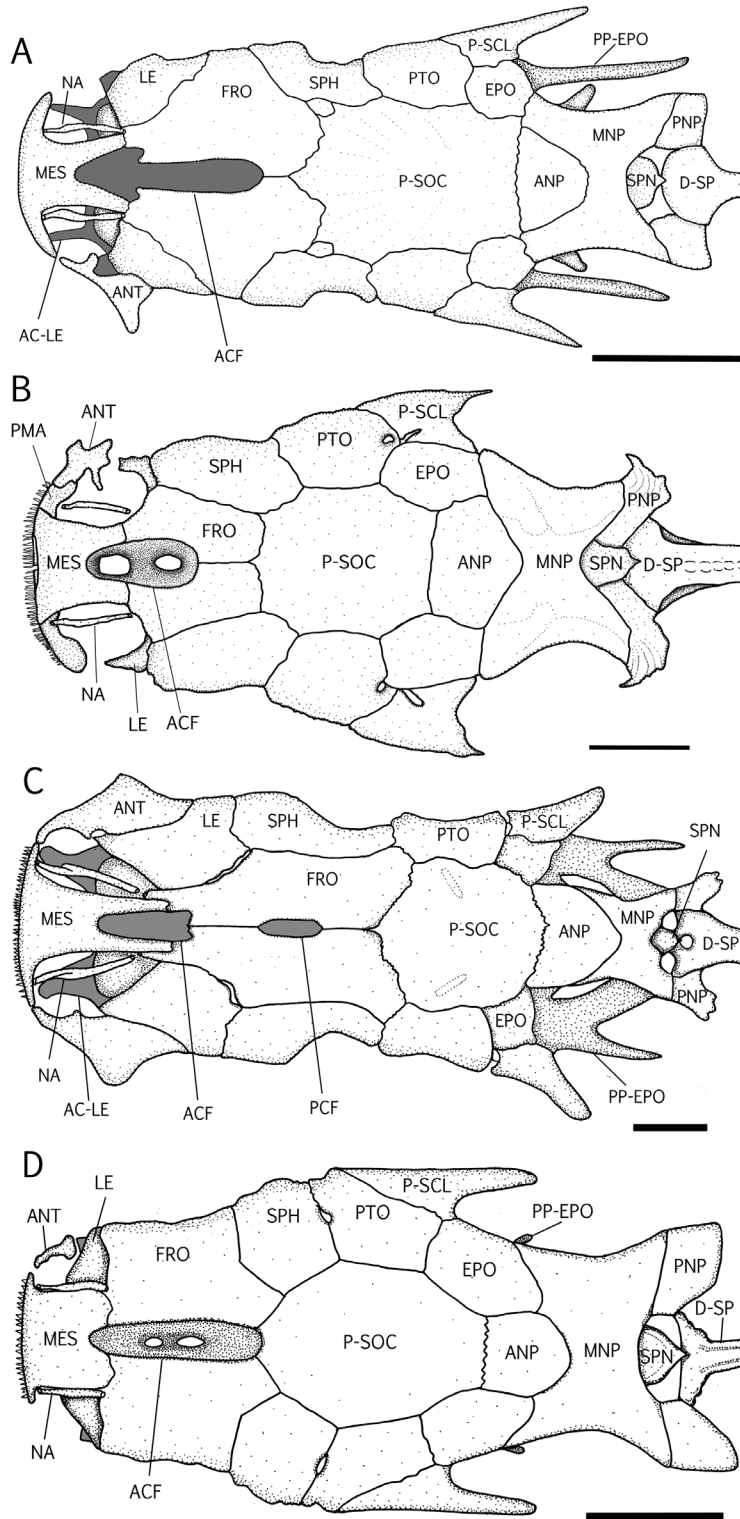 A
NA
LE
FRO
SPH
PTO
P-SCL
EPO
PP-EPO
MES
P-SOC
ANP
MNP
PNP
SPN
D-SP
ANT
AC-LE
ACF
B
ANT
PMA
SPH
PTO
P-SCL
EPO
FRO
MES
P-SOC
ANP
MNP
PNP
SPN
D-SP
NA
LE
ACF
C
ANT
LE
SPH
PTO
P-SCL
SPN
FRO
MES
P-SOC
ANP
MNP
D-SP
EPO
PNP
NA
AC-LE
ACF
PCF
PP-EPO
D
LE
ANT
FRO
SPH
PTO
P-SCL
PP-EPO
EPO
PNP
D-SP
MES
P-SOC
ANP
MNP
SPN
NA
ACF